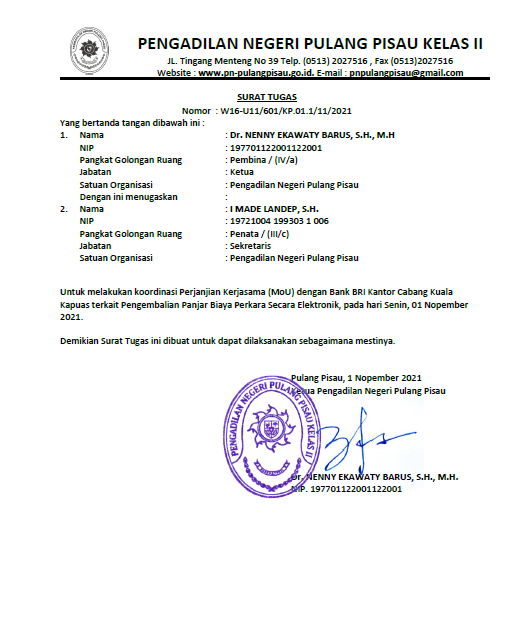 PENGADILAN NEGERI PULANG PISAU KELAS II
JL. Tingang Menteng No 39 Telp. (0513) 2027516 , Fax (0513)2027516
Website : www.pn-pulangpisau.go.id. E-mail : pnpulangpisau@gmail.com
SURAT TUGAS
Nomor : W16-U11/601/KP.01.1/11/2021
Yang bertanda tangan dibawah ini :
1. Nama : Dr. NENNY EKAWATY BARUS, S.H., M.H
NIP : 197701122001122001
Pangkat Golongan Ruang : Pembina / (IV/a)
Jabatan : Ketua
Satuan Organisasi : Pengadilan Negeri Pulang Pisau
Dengan ini menugaskan :
2. Nama : I MADE LANDEP, S.H.
NIP : 19721004 199303 1 006
Pangkat Golongan Ruang : Penata / (III/c)
Jabatan : Sekretaris
Satuan Organisasi : Pengadilan Negeri Pulang Pisau
Untuk melakukan koordinasi Perjanjian Kerjasama (MoU) dengan Bank BRI Kantor Cabang Kuala
Kapuas terkait Pengembalian Panjar Biaya Perkara Secara Elektronik, pada hari Senin, 01 Nopember
2021.
Demikian Surat Tugas ini dibuat untuk dapat dilaksanakan sebagaimana mestinya.
Pulang Pisau, 1 Nopember 2021
Ketua Pengadilan Negeri Pulang Pisau
PENGADILAN NEGERI PULANG PISAU KELAS II
Dr. NENNY EKAWATY BARUS, S.H., M.H.
NIP. 197701122001122001